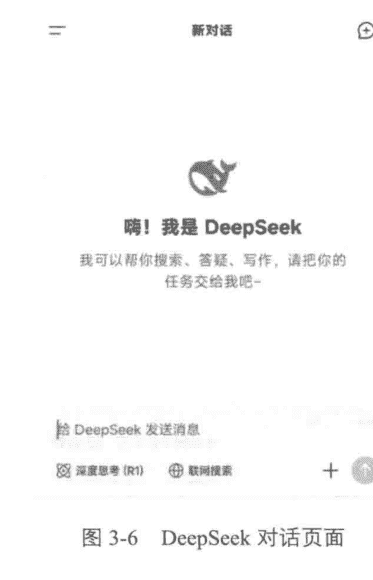 新对话
嗨！我是 DeepSeek
我可以帮你搜索、答疑、写作，请把你的
任务交给我吧~
给 DeepSeek 发送消息
深度思考 (R1) 联网搜索
图 3-6 DeepSeek 对话页面